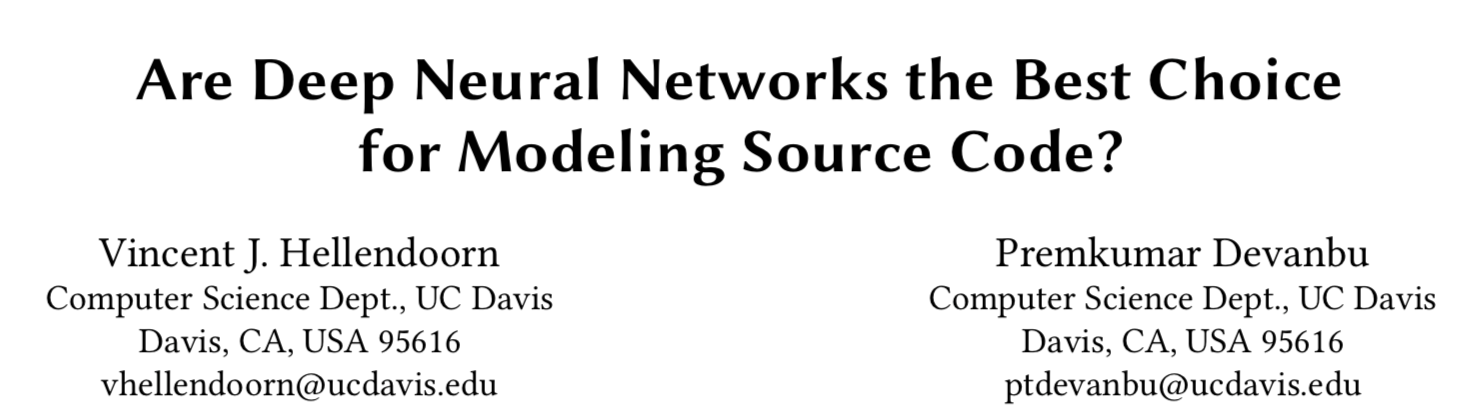 Are Deep Neural Networks the Best Choice
for Modeling Source Code?
Vincent J. Hellendoorn
Computer Science Dept., UC Davis
Davis, CA, USA 95616
vhellendoorn@ucdavis.edu
Premkumar Devanbu
Computer Science Dept., UC Davis
Davis, CA, USA 95616
ptdevanbu@ucdavis.edu